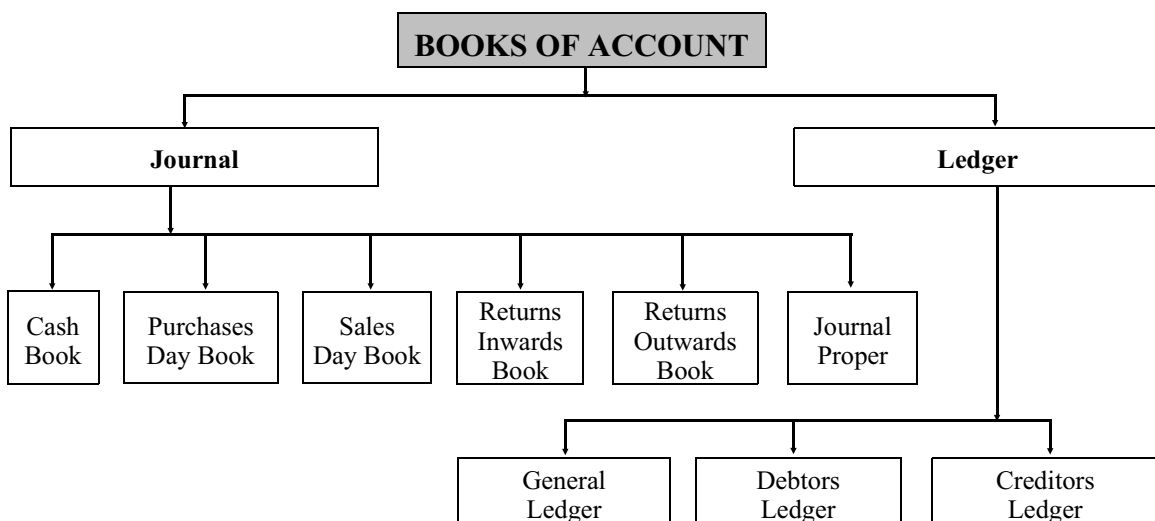 BOOKS OF ACCOUNT
Journal
Ledger
Cash
Book
Purchases
Day Book
Sales
Day Book
Returns
Inwards
Book
Returns
Outwards
Book
Journal
Proper
General
Ledger
Debtors
Ledger
Creditors
Ledger